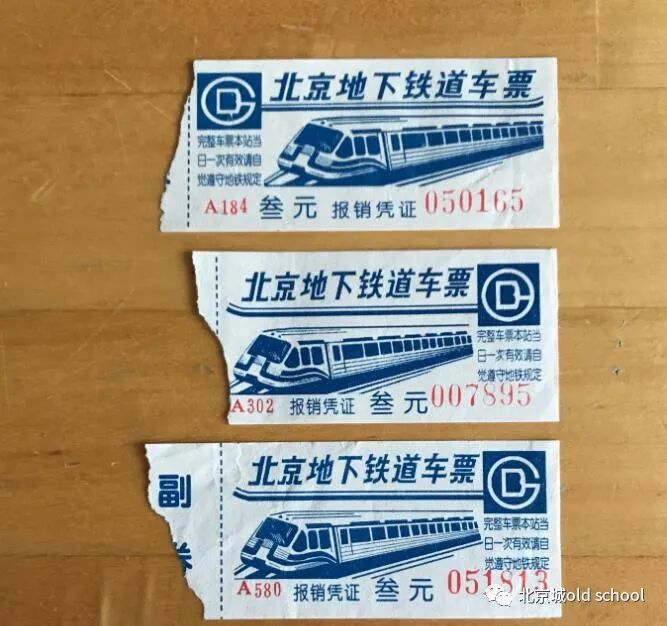 北京地下铁道车票
完整车票本站当
日一次有效请自
觉遵守地铁规定
A184 叁元 报销凭证 050165
北京地下铁道车票
完整车票本站当
日一次有效请自
觉遵守地铁规定
A302 报销凭证 叁元 007895
副
北京地下铁道车票
完整车票本站当
日一次有效请自
觉遵守地铁规定
A580 报销凭证 叁元 051813
北京城old school